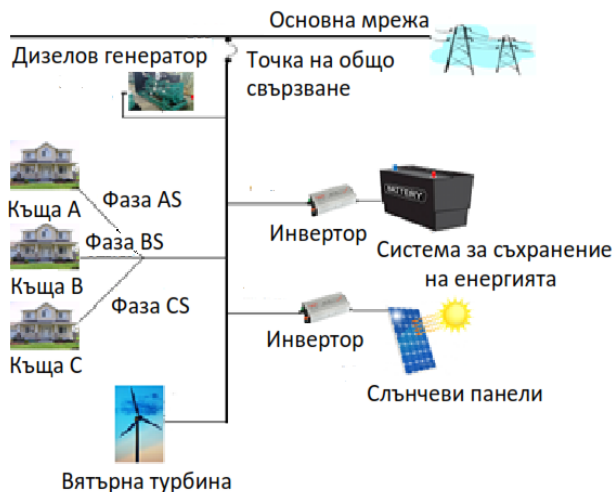 Основна мрежа
Дизелов генератор
Точка на общо
свързване
Къща A
Фаза AS
Фаза BS
Къща B
Фаза CS
Къща C
Инвертор
BATTERY
Система за съхранение
на енергията
Инвертор
Слънчеви панели
Вятърна турбина